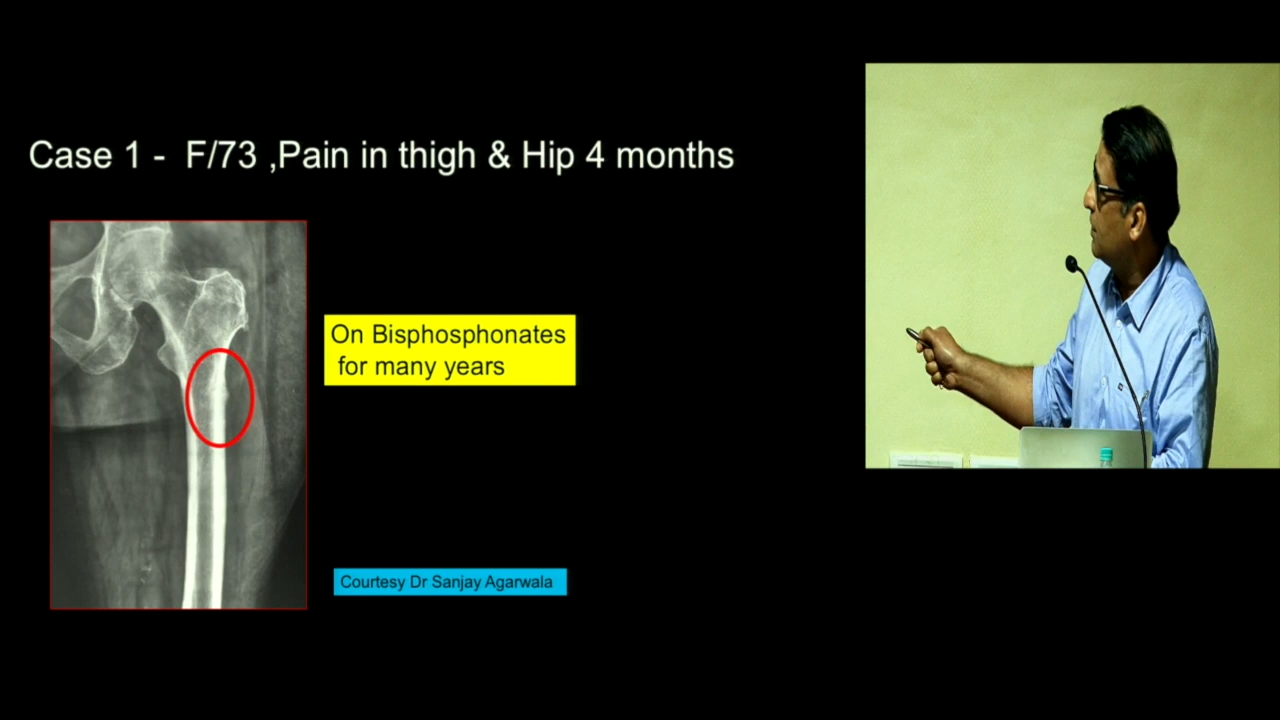 Case 1 -  F/73 ,Pain in thigh & Hip 4 months
On Bisphosphonates
for many years
Courtesy Dr Sanjay Agarwala